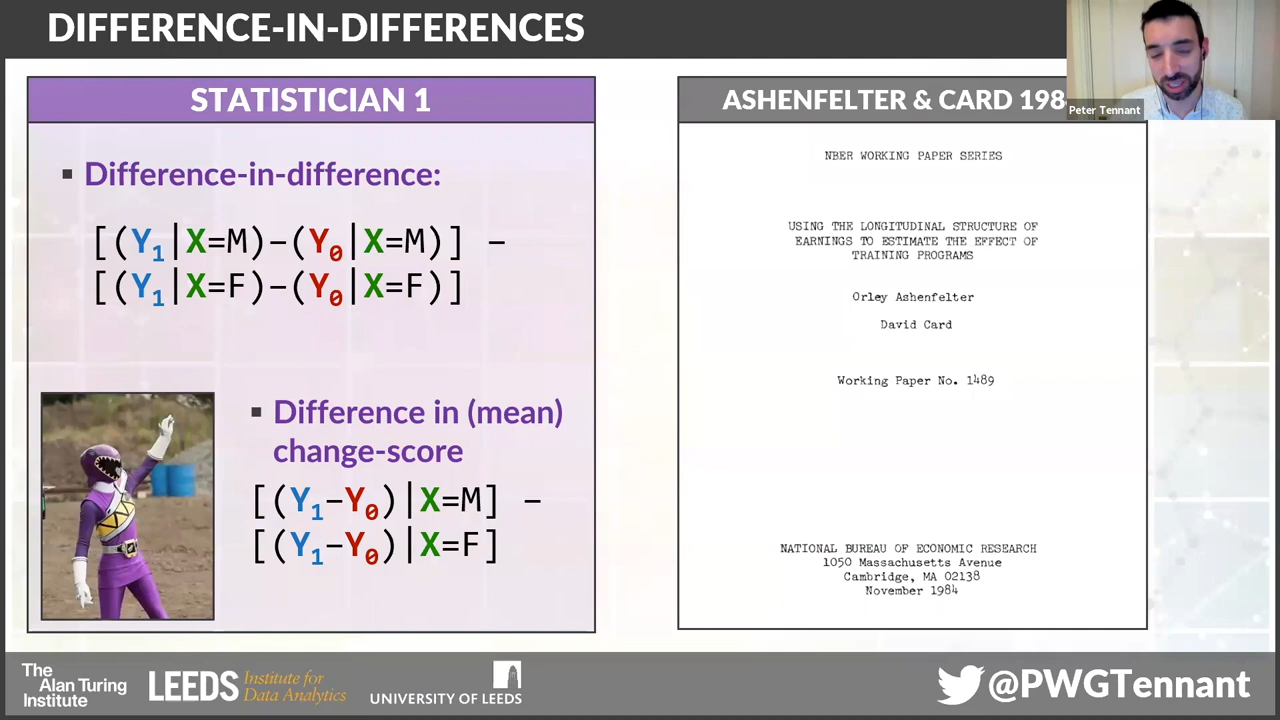 DIFFERENCE-IN-DIFFERENCES
STATISTICIAN 1
▪ Difference-in-difference:
[(Y₁|X=M)–(Y₀|X=M)] –
[(Y₁|X=F)–(Y₀|X=F)]
▪ Difference in (mean)
change-score
[(Y₁–Y₀)|X=M] –
[(Y₁–Y₀)|X=F]
ASHENFELTER & CARD 198
Peter Tennant
NBER WORKING PAPER SERIES
USING THE LONGITUDINAL STRUCTURE OF
EARNINGS TO ESTIMATE THE EFFECT OF
TRAINING PROGRAMS
Orley Ashenfelter
David Card
Working Paper No. 1489
NATIONAL BUREAU OF ECONOMIC RESEARCH
1050 Massachusetts Avenue
Cambridge, MA 02138
November 1984
The
Alan Turing
Institute
LEEDS Institute for
Data Analytics
UNIVERSITY OF LEEDS
@PWGTennant